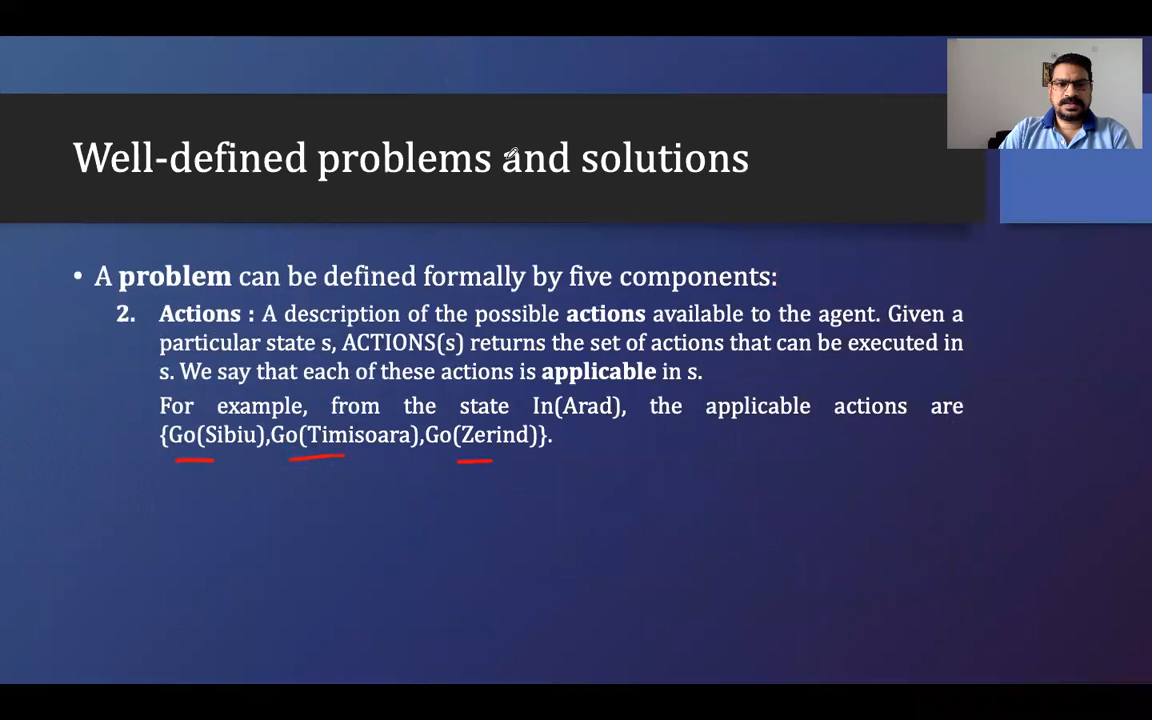 Well-defined problems and solutions
• A problem can be defined formally by five components:
2. Actions : A description of the possible actions available to the agent. Given a
particular state s, ACTIONS(s) returns the set of actions that can be executed in
s. We say that each of these actions is applicable in s.
For example, from the state In(Arad), the applicable actions are
{Go(Sibiu),Go(Timisoara),Go(Zerind)}.